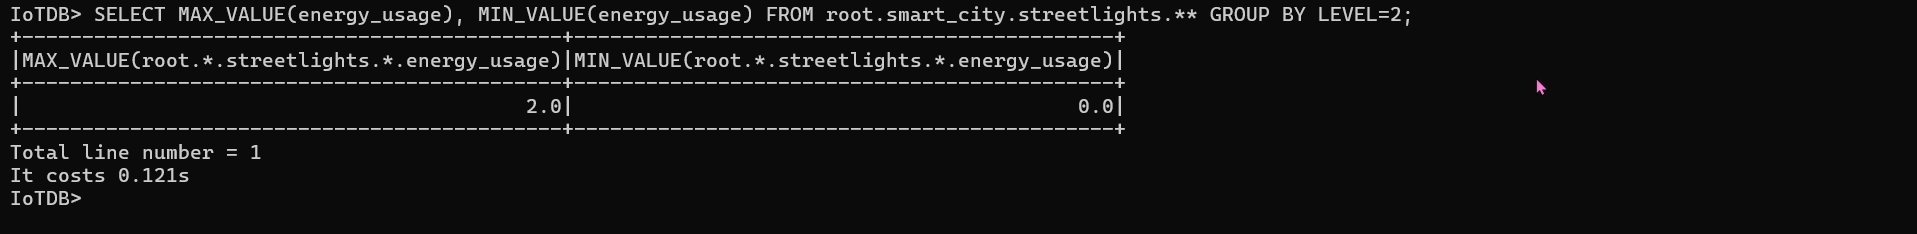 IoTDB> SELECT MAX_VALUE(energy_usage), MIN_VALUE(energy_usage) FROM root.smart_city.streetlights.** GROUP BY LEVEL=2;
+---------------------------------------------+---------------------------------------------+
|MAX_VALUE(root.*.streetlights.*.energy_usage)|MIN_VALUE(root.*.streetlights.*.energy_usage)|
+---------------------------------------------+---------------------------------------------+
|                                          2.0|                                          0.0|
+---------------------------------------------+---------------------------------------------+
Total line number = 1
It costs 0.121s
IoTDB>